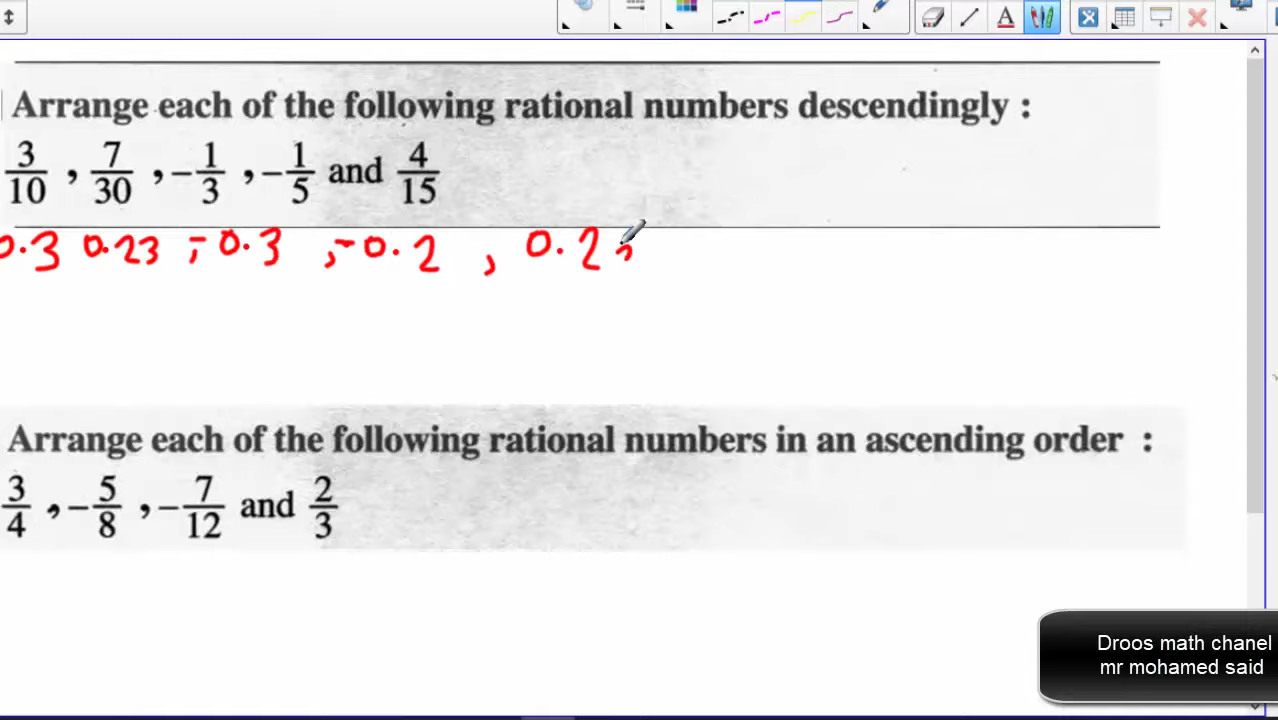 Arrange each of the following rational numbers descendingly :
3/10 , 7/30 , -1/3 , -1/5 and 4/15
0.3 0.23 , -0.3 , -0.2 , 0.2
Arrange each of the following rational numbers in an ascending order :
3/4 , -5/8 , -7/12 and 2/3
Droos math chanel
mr mohamed said